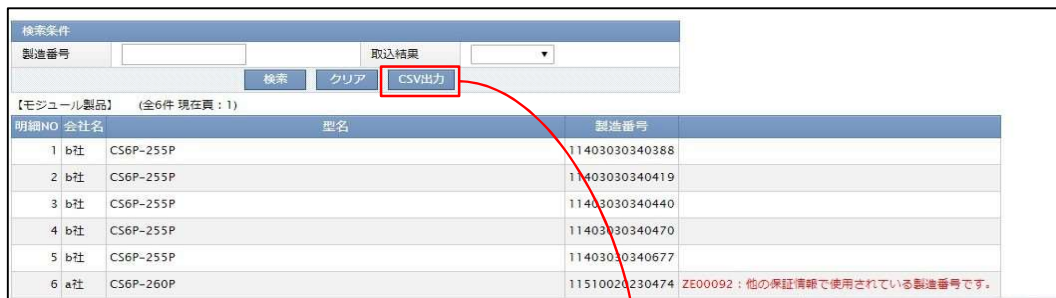 検索条件
製造番号 取込結果
検索 クリア CSV出力
【モジュール製品】 (全6件 現在頁：1)
明細NO 会社名 型名 製造番号
1 b社 CS6P-255P 11403030340388
2 b社 CS6P-255P 11403030340419
3 b社 CS6P-255P 11403030340440
4 b社 CS6P-255P 11403030340470
5 b社 CS6P-255P 11403030340677
6 a社 CS6P-260P 11510020230474 ZE00092：他の保証情報で使用されている製造番号です。